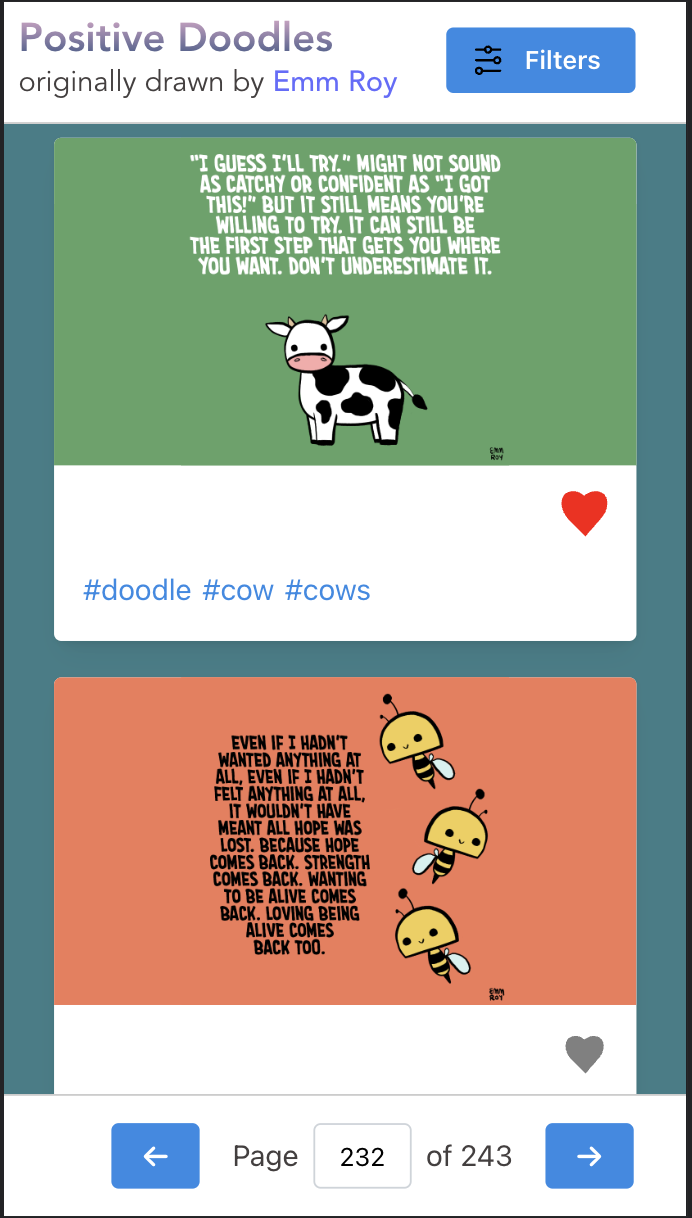 Positive Doodles
originally drawn by Emm Roy
Filters
"I GUESS I'LL TRY." MIGHT NOT SOUND
AS CATCHY OR CONFIDENT AS "I GOT
THIS!" BUT IT STILL MEANS YOU'RE
WILLING TO TRY. IT CAN STILL BE
THE FIRST STEP THAT GETS YOU WHERE
YOU WANT. DON'T UNDERESTIMATE IT.
EMM
ROY
#doodle #cow #cows
EVEN IF I HADN'T
WANTED ANYTHING AT
ALL, EVEN IF I HADN'T
FELT ANYTHING AT ALL,
IT WOULDN'T HAVE
MEANT ALL HOPE WAS
LOST. BECAUSE HOPE
COMES BACK. STRENGTH
COMES BACK. WANTING
TO BE ALIVE COMES
BACK. LOVING BEING
ALIVE COMES
BACK TOO.
EMM
ROY
Page 232 of 243